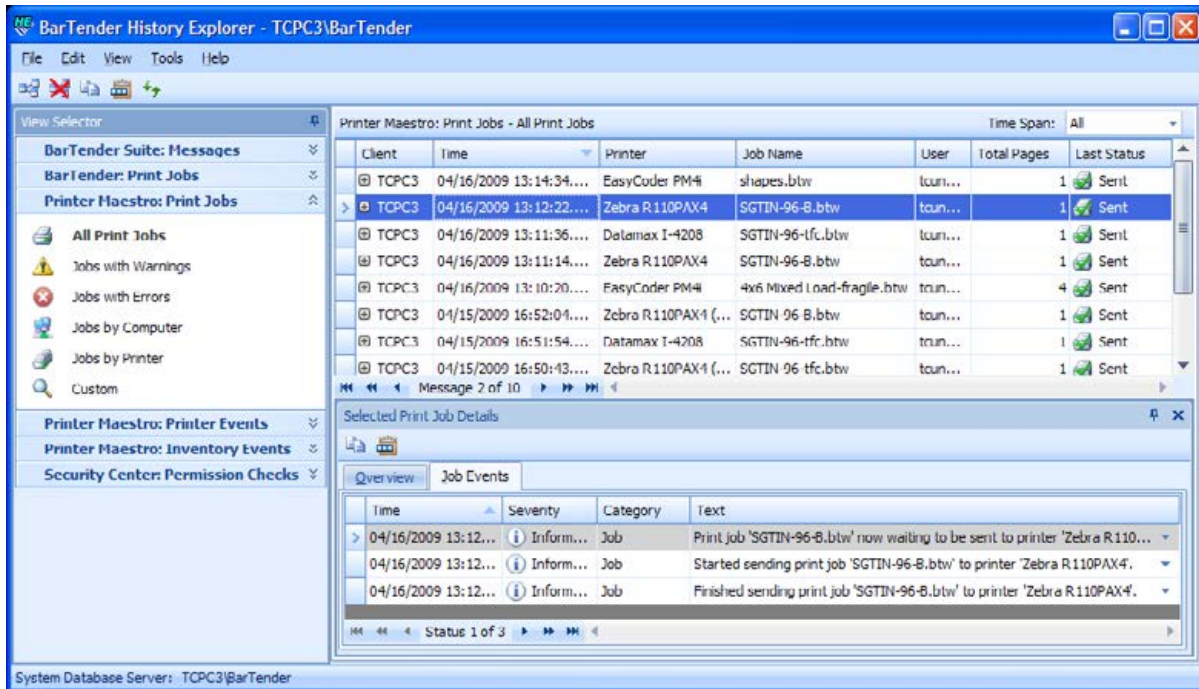 BarTender History Explorer - TCPC3\BarTender
File Edit View Tools Help
View Selector
BarTender Suite: Messages
BarTender: Print Jobs
Printer Maestro: Print Jobs
All Print Jobs
Jobs with Warnings
Jobs with Errors
Jobs by Computer
Jobs by Printer
Custom
Printer Maestro: Printer Events
Printer Maestro: Inventory Events
Security Center: Permission Checks
Printer Maestro: Print Jobs - All Print Jobs Time Span: All
Client Time Printer Job Name User Total Pages Last Status
TCPC3 04/16/2009 13:14:34.... EasyCoder PM4i shapes.btw tcun... 1 Sent
TCPC3 04/16/2009 13:12:22.... Zebra R110PAX4 SGTIN-96-B.btw tcun... 1 Sent
TCPC3 04/16/2009 13:11:36.... Datamax I-4208 SGTIN-96-tfc.btw tcun... 1 Sent
TCPC3 04/16/2009 13:11:14.... Zebra R110PAX4 SGTIN-96-B.btw tcun... 1 Sent
TCPC3 04/16/2009 13:10:20.... EasyCoder PM4i 4x6 Mixed Load-fragile.btw tcun... 4 Sent
TCPC3 04/15/2009 16:52:04.... Zebra R110PAX4 (... SGTIN-96-B.btw tcun... 1 Sent
TCPC3 04/15/2009 16:51:54.... Datamax I-4208 SGTIN-96-tfc.btw tcun... 1 Sent
TCPC3 04/15/2009 16:50:43.... Zebra R110PAX4 (... SGTIN-96-tfc.btw tcun... 1 Sent
Message 2 of 10
Selected Print Job Details
Overview Job Events
Time Severity Category Text
04/16/2009 13:12... Inform... Job Print job 'SGTIN-96-B.btw' now waiting to be sent to printer 'Zebra R110...
04/16/2009 13:12... Inform... Job Started sending print job 'SGTIN-96-B.btw' to printer 'Zebra R110PAX4'.
04/16/2009 13:12... Inform... Job Finished sending print job 'SGTIN-96-B.btw' to printer 'Zebra R110PAX4'.
Status 1 of 3
System Database Server: TCPC3\BarTender